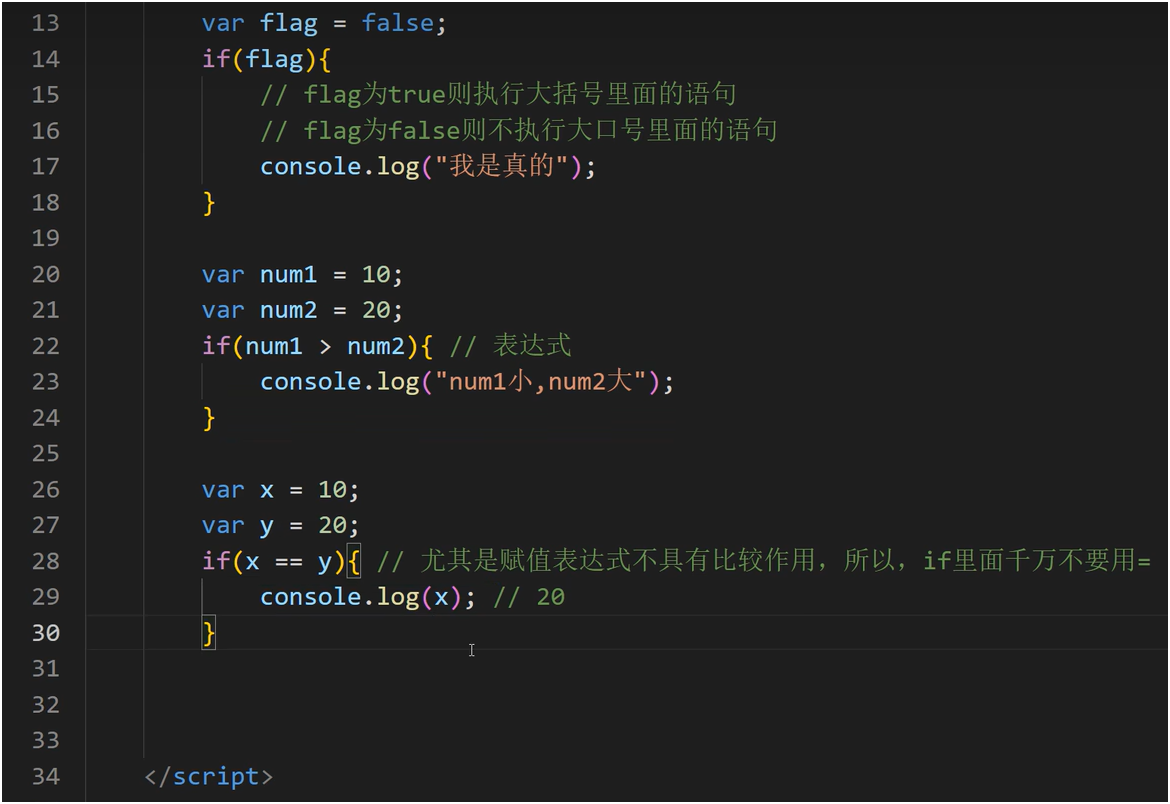 13 var flag = false;
14 if(flag){
15 // flag为true则执行大括号里面的语句
16 // flag为false则不执行大口号里面的语句
17 console.log("我是真的");
18 }
19
20 var num1 = 10;
21 var num2 = 20;
22 if(num1 > num2){ // 表达式
23 console.log("num1小,num2大");
24 }
25
26 var x = 10;
27 var y = 20;
28 if(x == y){ // 尤其是赋值表达式不具有比较作用，所以，if里面千万不要用=
29 console.log(x); // 20
30 }
31
32
33
34 </script>